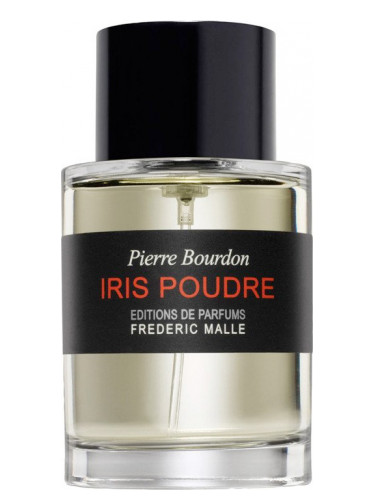 Pierre Bourdon
IRIS POUDRE
EDITIONS DE PARFUMS
FREDERIC MALLE